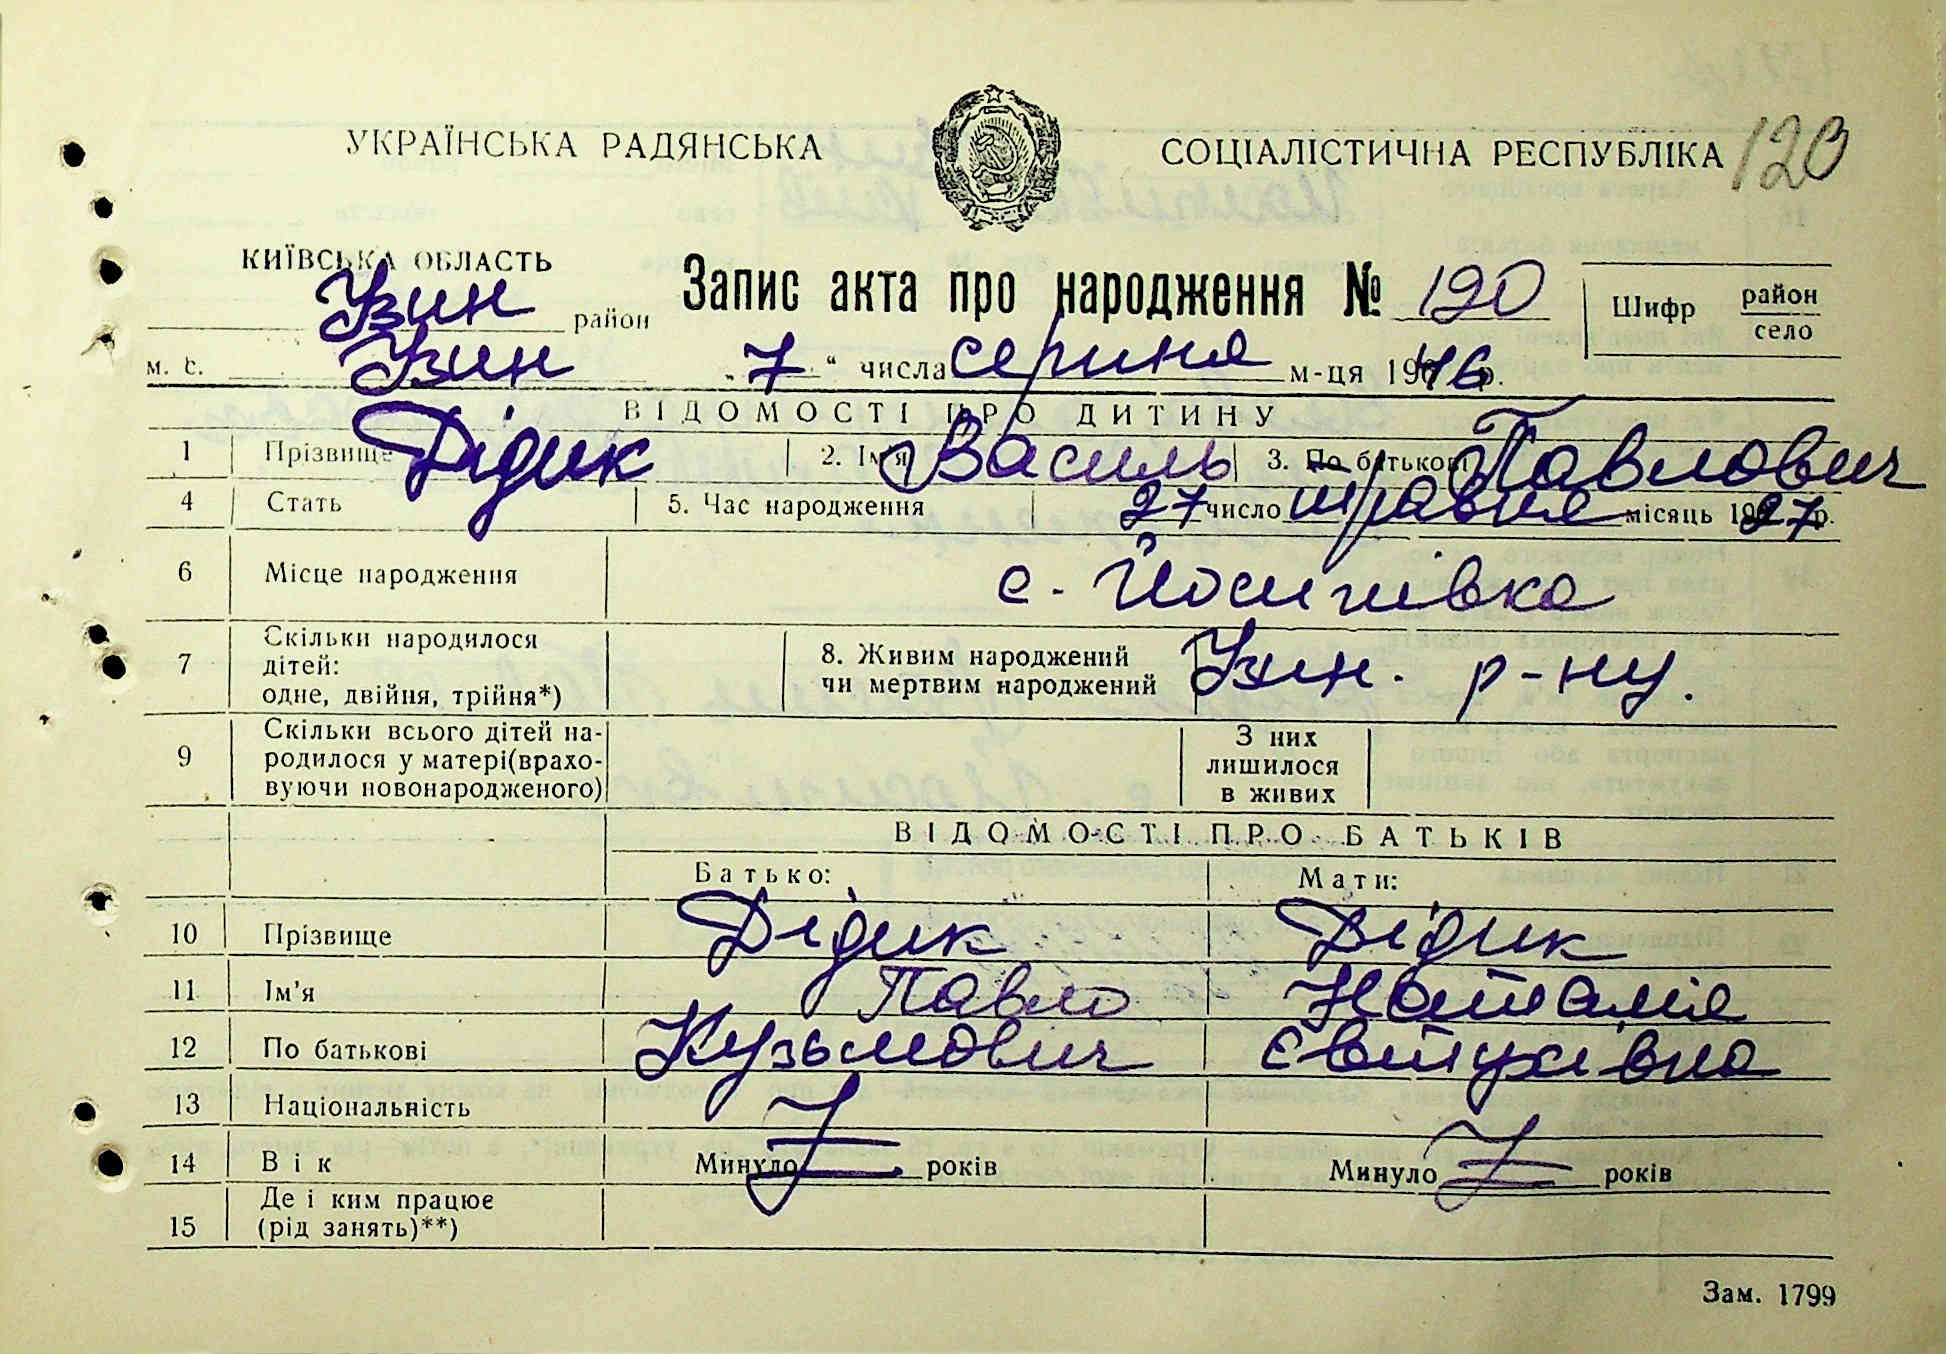 120
УКРАЇНСЬКА РАДЯНСЬКА СОЦІАЛІСТИЧНА РЕСПУБЛІКА
КИЇВСЬКА ОБЛАСТЬ
Узин район
Запис акта про народження № 120
Шифр район село
м. с. Узин „7“ числа серпня м-ця 1946 р.
ВІДОМОСТІ ПРО ДИТИНУ
1 Прізвище Дідик 2. Ім'я Василь 3. По батькові Павлович
4 Стать 5. Час народження 27 число травня місяць 1927 р.
6 Місце народження с. Йосипівка
7 Скільки народилося дітей: одне, двійня, трійня*) 8. Живим народжений чи мертвим народжений Узин. р-ну.
9 Скільки всього дітей народилося у матері(враховуючи новонародженого) З них лишилося в живих
ВІДОМОСТІ ПРО БАТЬКІВ
Батько: Мати:
10 Прізвище Дідик Дідик
11 Ім'я Павло Наталія
12 По батькові Кузьмович Євтухівна
13 Національність
14 Вік Минуло років Минуло років
15 Де і ким працює (рід занять)**)
Зам. 1799